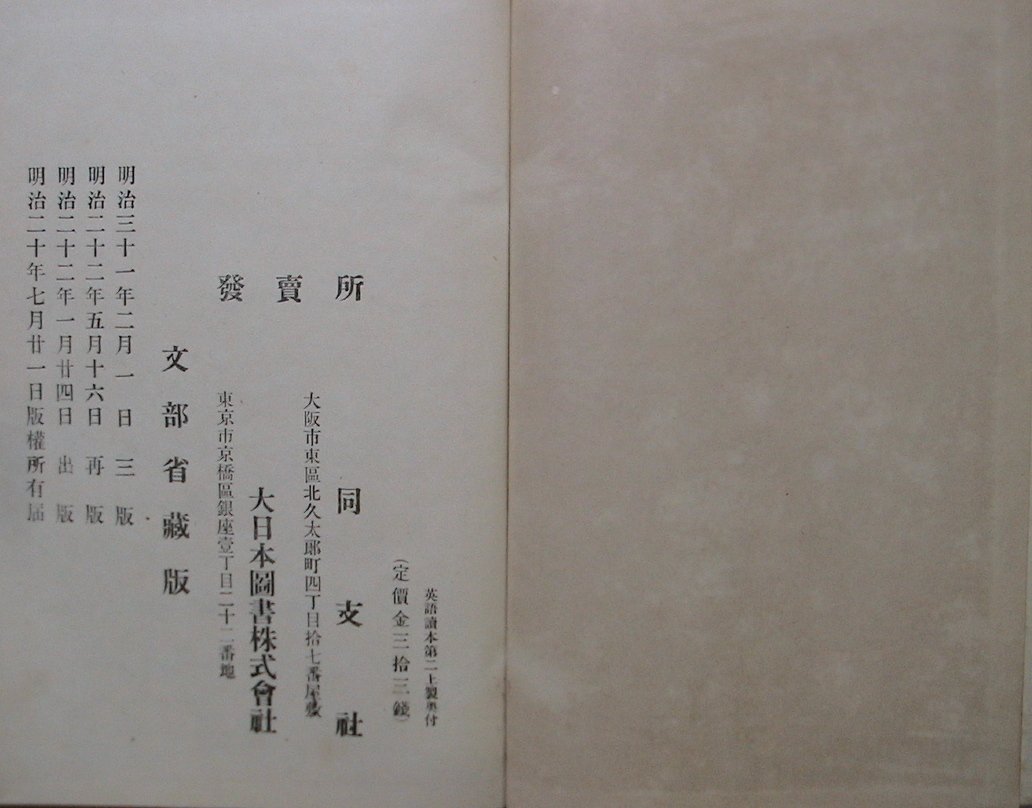 明治二十年七月廿一日版權所有届
明治二十二年一月廿四日 出版
明治二十二年五月十六日 再版
明治三十一年二月一日 三版
文部省藏版
發賣所
東京市京橋區銀座壹丁目二十二番地
大日本圖書株式會社
大阪市東區北久太郎町四丁目拾七番屋敷
同支社
(定價金三拾三錢)
英語讀本第二上製奥付